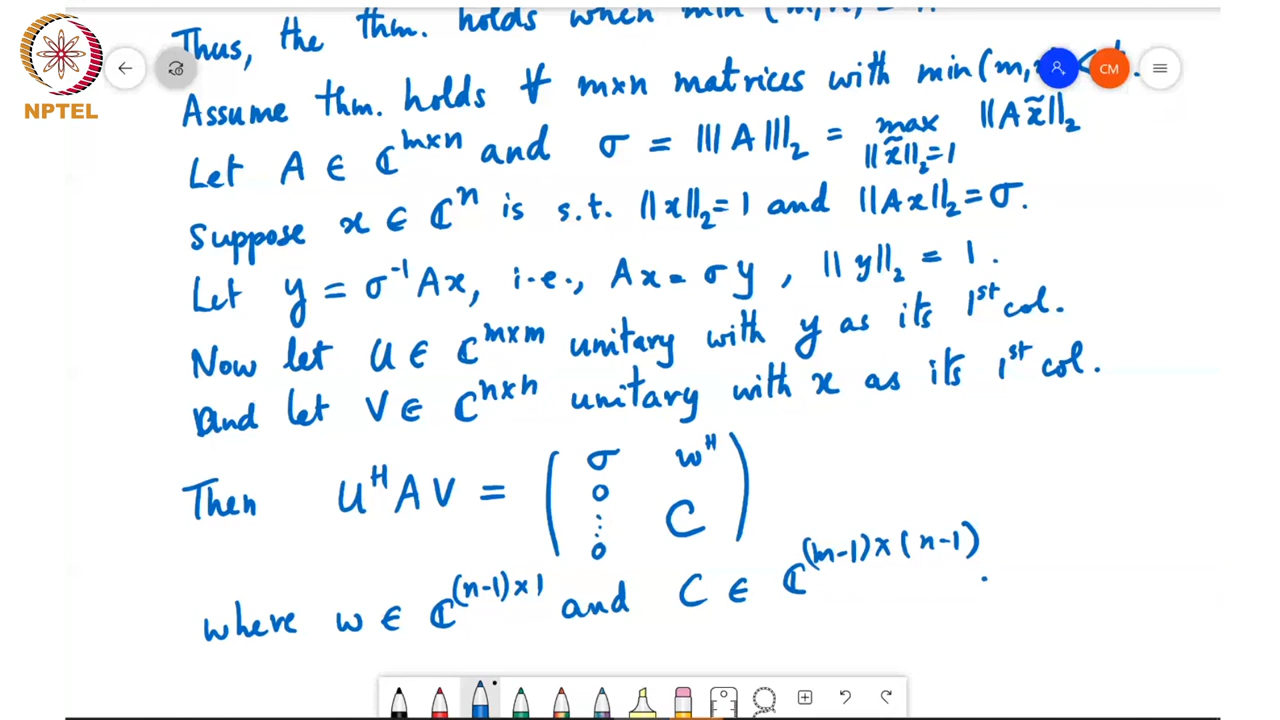 Thus, the thm. holds when min (m,n) =
Assume thm. holds ∀ m×n matrices with min(m,
Let A ∈ ℂ^{m×n} and σ = |||A|||₂ = max_{||x̃||₂=1} ||Ax̃||₂
Suppose x ∈ ℂⁿ is s.t. ||x||₂ = 1 and ||Ax||₂ = σ.
Let y = σ⁻¹Ax, i.e., Ax = σy, ||y||₂ = 1.
Now let U ∈ ℂ^{m×m} unitary with y as its 1st col.
And let V ∈ ℂ^{n×n} unitary with x as its 1st col.
Then U^H A V = ( σ w^H
0
⋮ C
0 )
where w ∈ ℂ^{(n-1)×1} and C ∈ ℂ^{(m-1)×(n-1)}.
NPTEL
CM